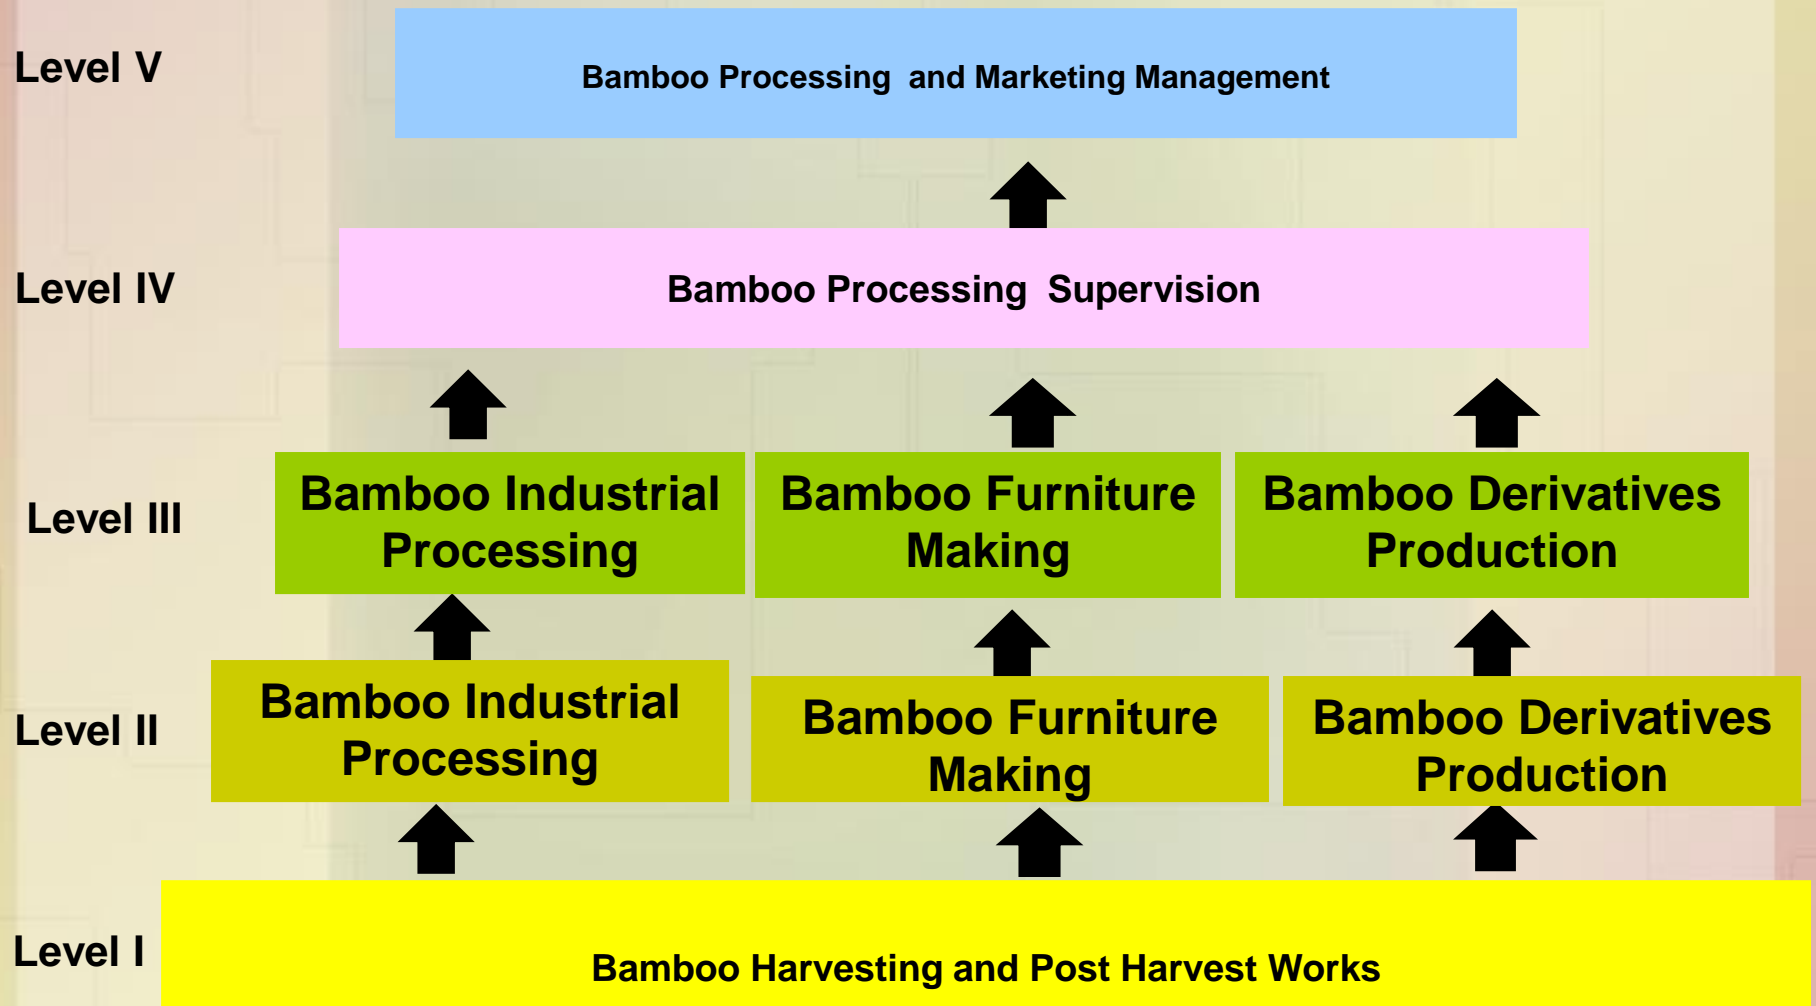 Level V
Bamboo Processing  and Marketing Management
Level IV
Bamboo Processing  Supervision
Level III
Bamboo Industrial
Processing
Bamboo Furniture
Making
Bamboo Derivatives
Production
Level II
Bamboo Industrial
Processing
Bamboo Furniture
Making
Bamboo Derivatives
Production
Level I
Bamboo Harvesting and Post Harvest Works